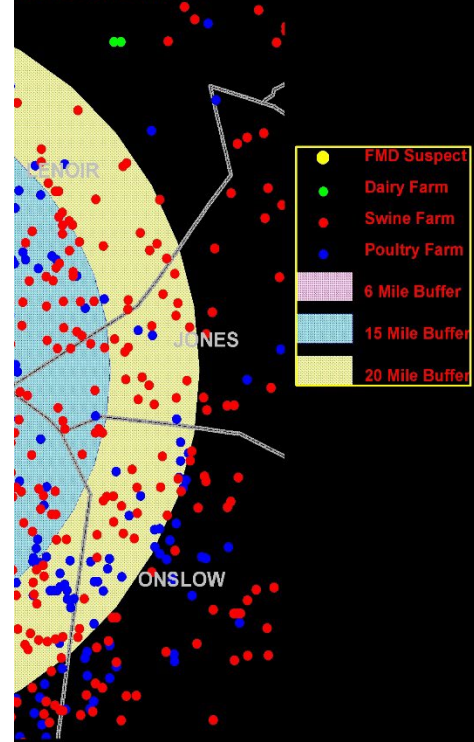 LENOIR
JONES
ONSLOW
FMD Suspect
Dairy Farm
Swine Farm
Poultry Farm
6 Mile Buffer
15 Mile Buffer
20 Mile Buffer